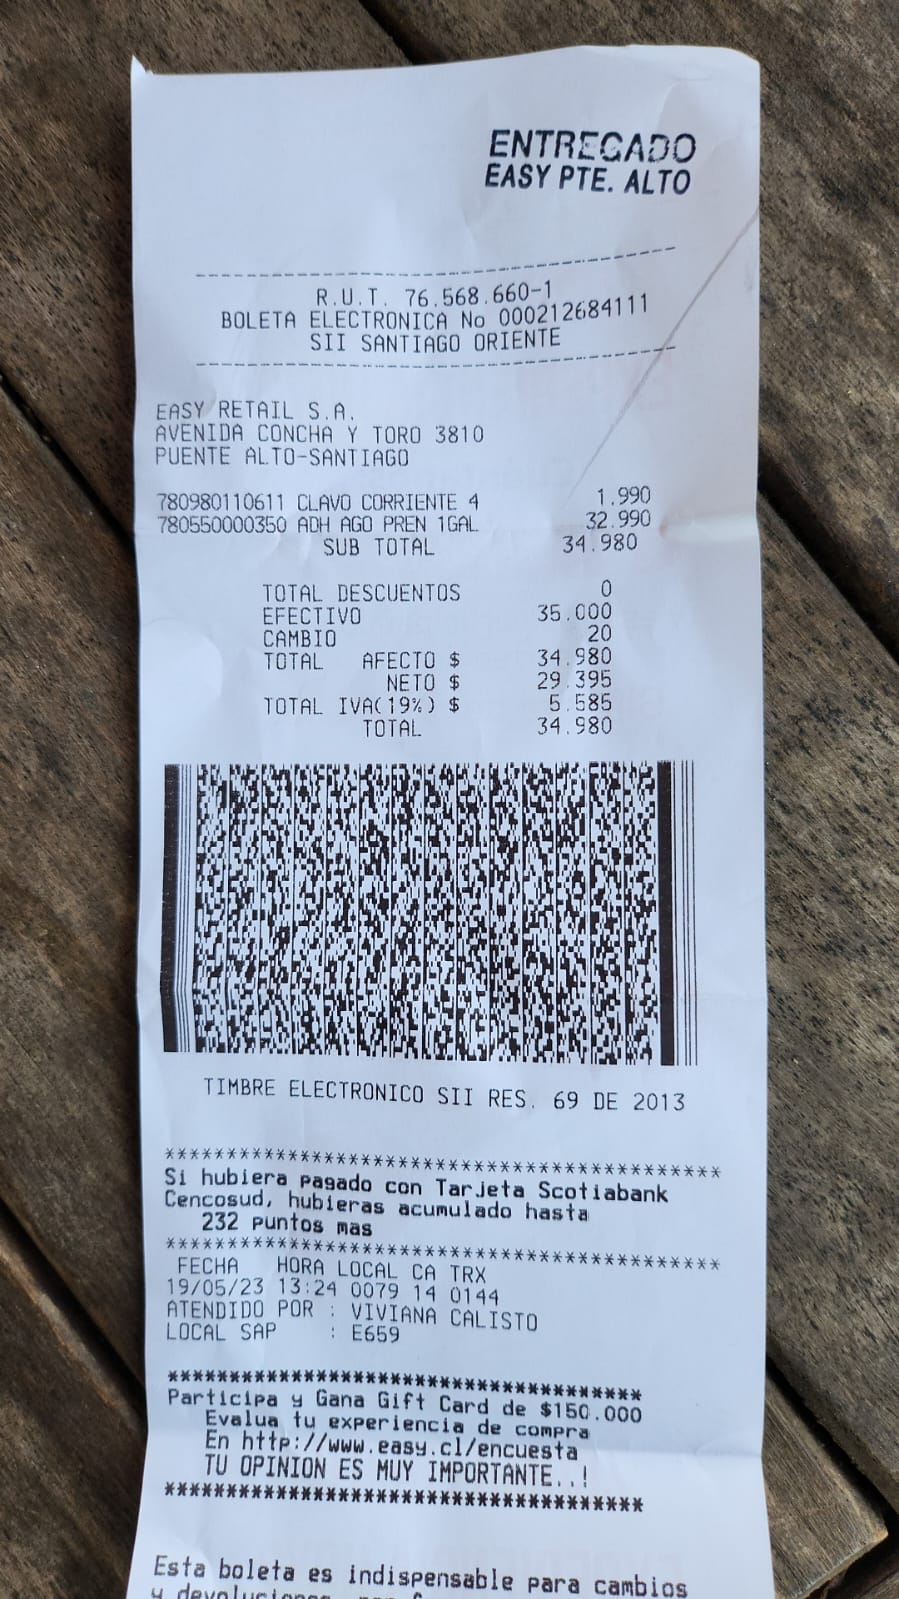 ENTREGADO
EASY PTE. ALTO
R.U.T. 76.568.660-1
BOLETA ELECTRONICA No 000212684111
SII SANTIAGO ORIENTE
EASY RETAIL S.A.
AVENIDA CONCHA Y TORO 3810
PUENTE ALTO-SANTIAGO
780980110611 CLAVO CORRIENTE 4 1.990
780550000350 ADH AGO PREN 1GAL 32.990
SUB TOTAL 34.980
TOTAL DESCUENTOS 0
EFECTIVO 35.000
CAMBIO 20
TOTAL AFECTO $ 34.980
NETO $ 29.395
TOTAL IVA(19%) $ 5.585
TOTAL 34.980
TIMBRE ELECTRONICO SII RES. 69 DE 2013
*****************************************
Si hubiera pagado con Tarjeta Scotiabank
Cencosud, hubieras acumulado hasta
232 puntos mas
*****************************************
FECHA HORA LOCAL CA TRX
19/05/23 13:24 0079 14 0144
ATENDIDO POR : VIVIANA CALISTO
LOCAL SAP : E659
***************************************
Participa y Gana Gift Card de $150.000
Evalua tu experiencia de compra
En http://www.easy.cl/encuesta
TU OPINION ES MUY IMPORTANTE..!
***************************************
Esta boleta es indispensable para cambios
y devoluciones